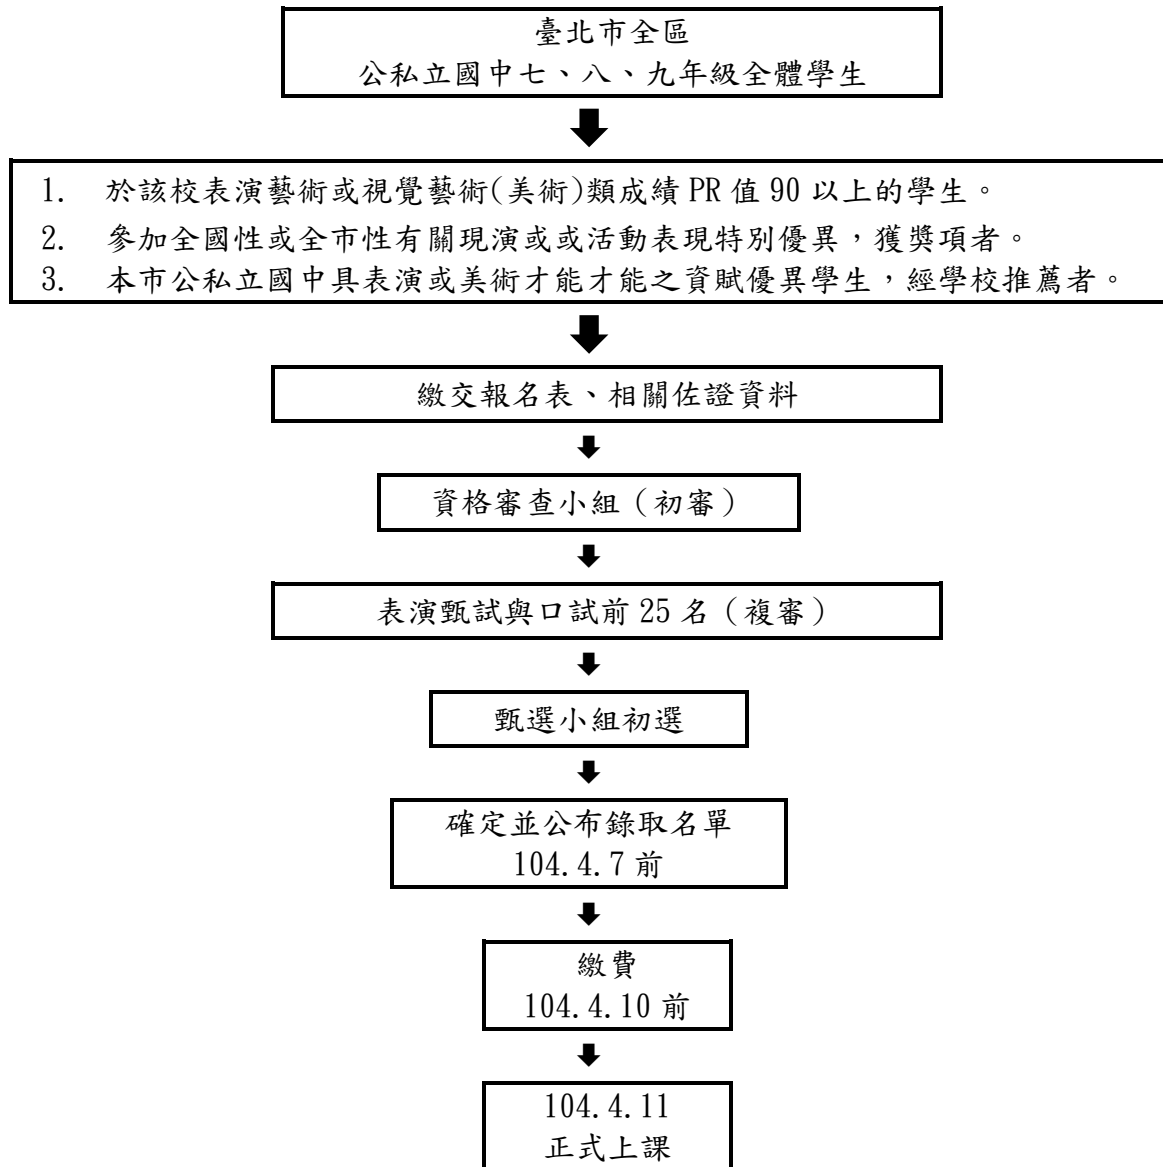 臺北市全區
公私立國中七、八、九年級全體學生
1. 於該校表演藝術或視覺藝術(美術)類成績 PR 值 90 以上的學生。
2. 參加全國性或全市性有關現演或或活動表現特別優異，獲獎項者。
3. 本市公私立國中具表演或美術才能才能之資賦優異學生，經學校推薦者。
繳交報名表、相關佐證資料
資格審查小組（初審）
表演甄試與口試前 25 名（複審）
甄選小組初選
確定並公布錄取名單
104.4.7 前
繳費
104.4.10 前
104.4.11
正式上課